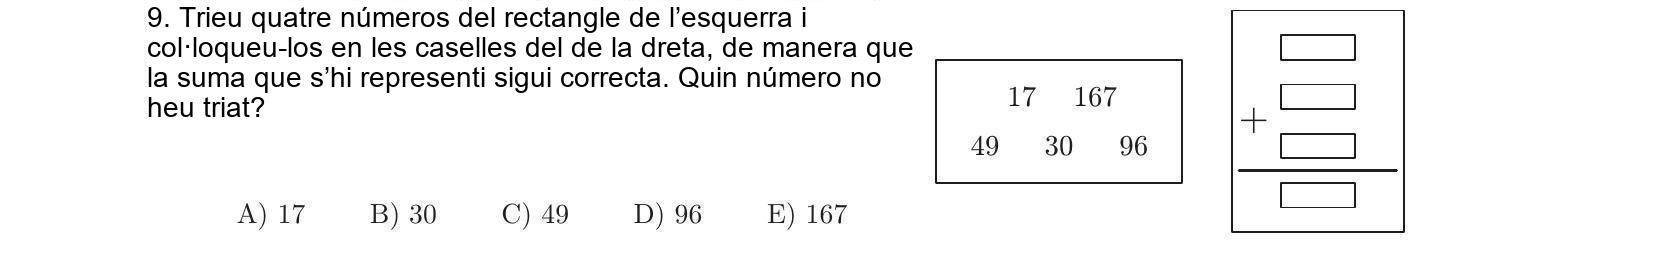 9. Trieu quatre números del rectangle de l’esquerra i
col·loqueu-los en les caselles del de la dreta, de manera que
la suma que s’hi representi sigui correcta. Quin número no
heu triat?
17 167
49 30 96
+
A) 17 B) 30 C) 49 D) 96 E) 167